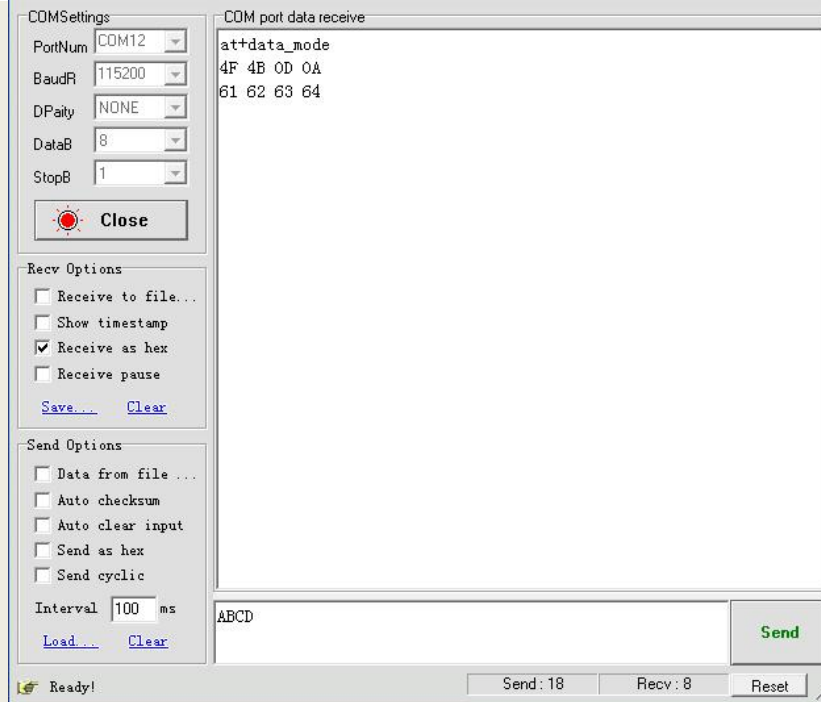 COMSettings
PortNum COM12
BaudR 115200
DPaity NONE
DataB 8
StopB 1
Close
Recv Options
Receive to file...
Show timestamp
Receive as hex
Receive pause
Save... Clear
Send Options
Data from file ...
Auto checksum
Auto clear input
Send as hex
Send cyclic
Interval 100 ms
Load... Clear
COM port data receive
at+data_mode
4F 4B 0D 0A
61 62 63 64
ABCD
Send
Ready!
Send : 18
Recv : 8
Reset